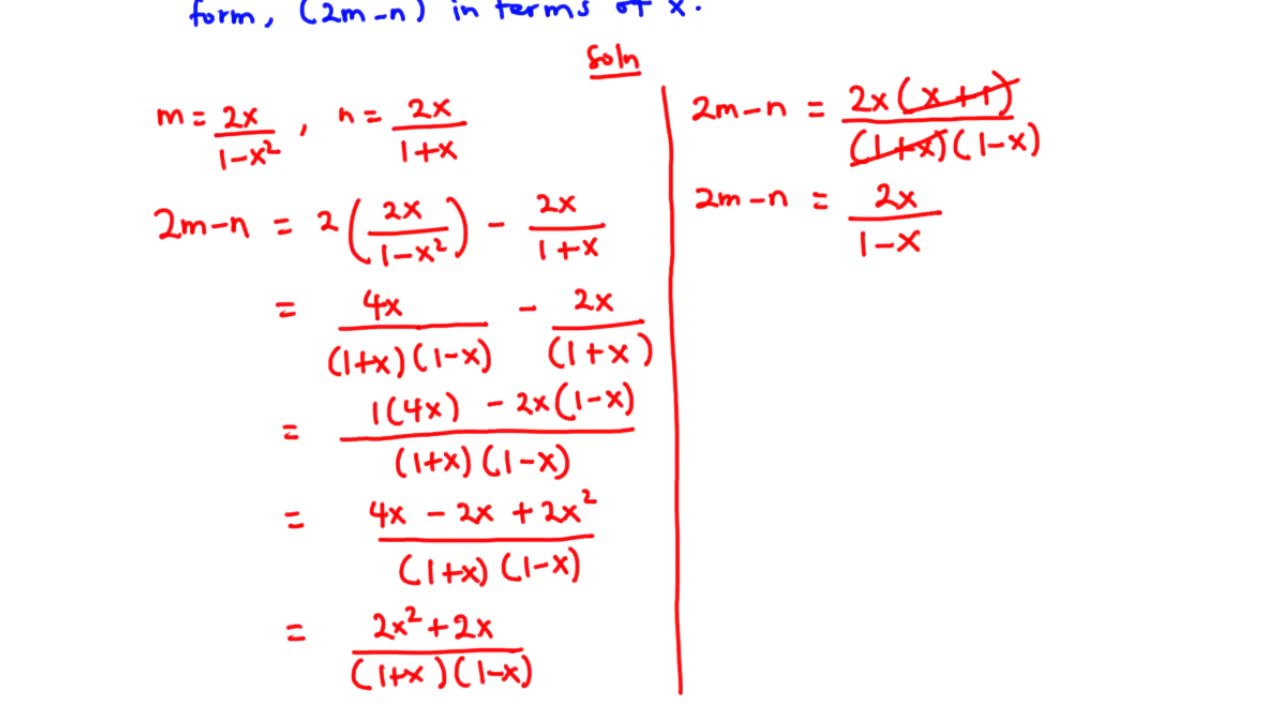 form, (2m-n) in terms of x.
Soln
m = 2x/(1-x²) , n = 2x/(1+x)
2m-n = 2(2x/(1-x²)) - 2x/(1+x)
= 4x/((1+x)(1-x)) - 2x/((1+x))
= (1(4x) - 2x(1-x))/((1+x)(1-x))
= (4x - 2x + 2x²)/((1+x)(1-x))
= (2x²+2x)/((1+x)(1-x))
2m-n = 2x(x+1)/((1+x)(1-x))
2m-n = 2x/(1-x)